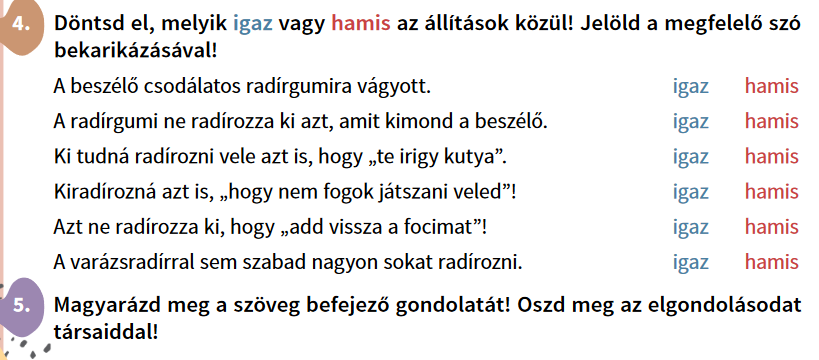 4. Döntsd el, melyik igaz vagy hamis az állítások közül! Jelöld a megfelelő szó
bekarikázásával!
A beszélő csodálatos radírgumira vágyott. igaz hamis
A radírgumi ne radírozza ki azt, amit kimond a beszélő. igaz hamis
Ki tudná radírozni vele azt is, hogy „te irigy kutya”. igaz hamis
Kiradírozná azt is, „hogy nem fogok játszani veled”! igaz hamis
Azt ne radírozza ki, hogy „add vissza a focimat”! igaz hamis
A varázsradírral sem szabad nagyon sokat radírozni. igaz hamis
5. Magyarázd meg a szöveg befejező gondolatát! Oszd meg az elgondolásodat
társaiddal!